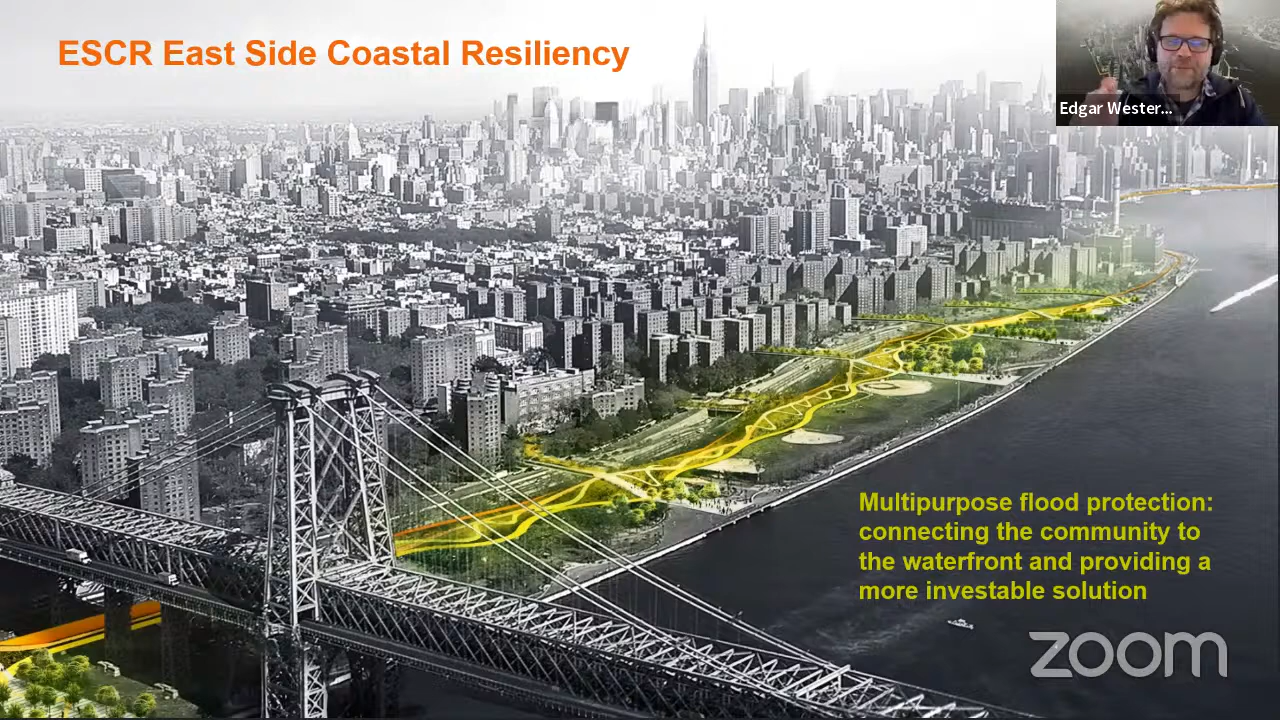 ESCR East Side Coastal Resiliency
Edgar Wester...
Multipurpose flood protection:
connecting the community to
the waterfront and providing a
more investable solution
zoom